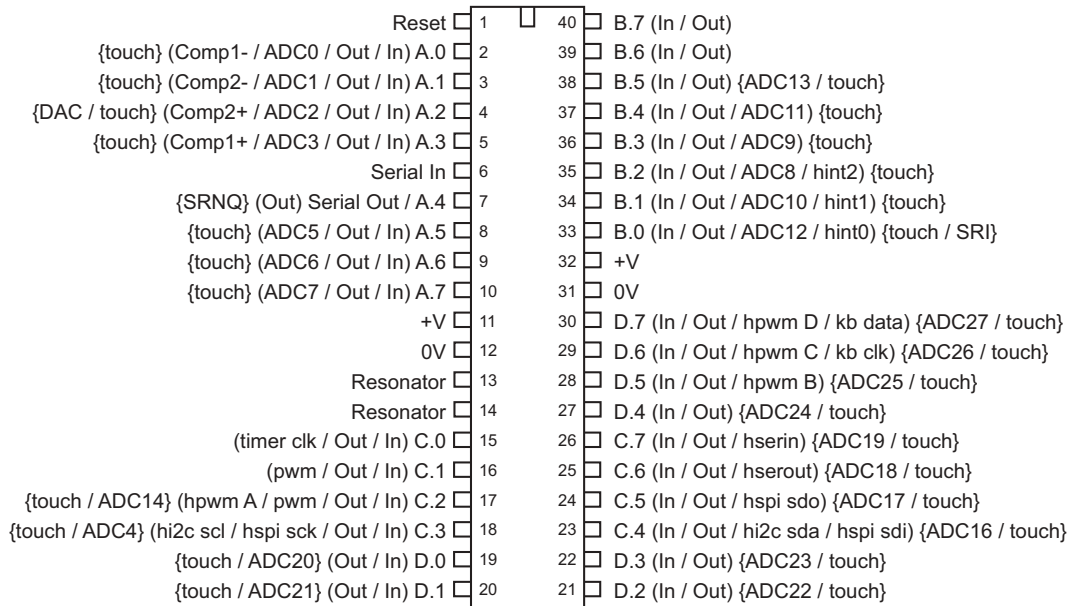 Reset 1 40 B.7 (In / Out)
{touch} (Comp1- / ADC0 / Out / In) A.0 2 39 B.6 (In / Out)
{touch} (Comp2- / ADC1 / Out / In) A.1 3 38 B.5 (In / Out) {ADC13 / touch}
{DAC / touch} (Comp2+ / ADC2 / Out / In) A.2 4 37 B.4 (In / Out / ADC11) {touch}
{touch} (Comp1+ / ADC3 / Out / In) A.3 5 36 B.3 (In / Out / ADC9) {touch}
Serial In 6 35 B.2 (In / Out / ADC8 / hint2) {touch}
{SRNQ} (Out) Serial Out / A.4 7 34 B.1 (In / Out / ADC10 / hint1) {touch}
{touch} (ADC5 / Out / In) A.5 8 33 B.0 (In / Out / ADC12 / hint0) {touch / SRI}
{touch} (ADC6 / Out / In) A.6 9 32 +V
{touch} (ADC7 / Out / In) A.7 10 31 0V
+V 11 30 D.7 (In / Out / hpwm D / kb data) {ADC27 / touch}
0V 12 29 D.6 (In / Out / hpwm C / kb clk) {ADC26 / touch}
Resonator 13 28 D.5 (In / Out / hpwm B) {ADC25 / touch}
Resonator 14 27 D.4 (In / Out) {ADC24 / touch}
(timer clk / Out / In) C.0 15 26 C.7 (In / Out / hserin) {ADC19 / touch}
(pwm / Out / In) C.1 16 25 C.6 (In / Out / hserout) {ADC18 / touch}
{touch / ADC14} (hpwm A / pwm / Out / In) C.2 17 24 C.5 (In / Out / hspi sdo) {ADC17 / touch}
{touch / ADC4} (hi2c scl / hspi sck / Out / In) C.3 18 23 C.4 (In / Out / hi2c sda / hspi sdi) {ADC16 / touch}
{touch / ADC20} (Out / In) D.0 19 22 D.3 (In / Out) {ADC23 / touch}
{touch / ADC21} (Out / In) D.1 20 21 D.2 (In / Out) {ADC22 / touch}